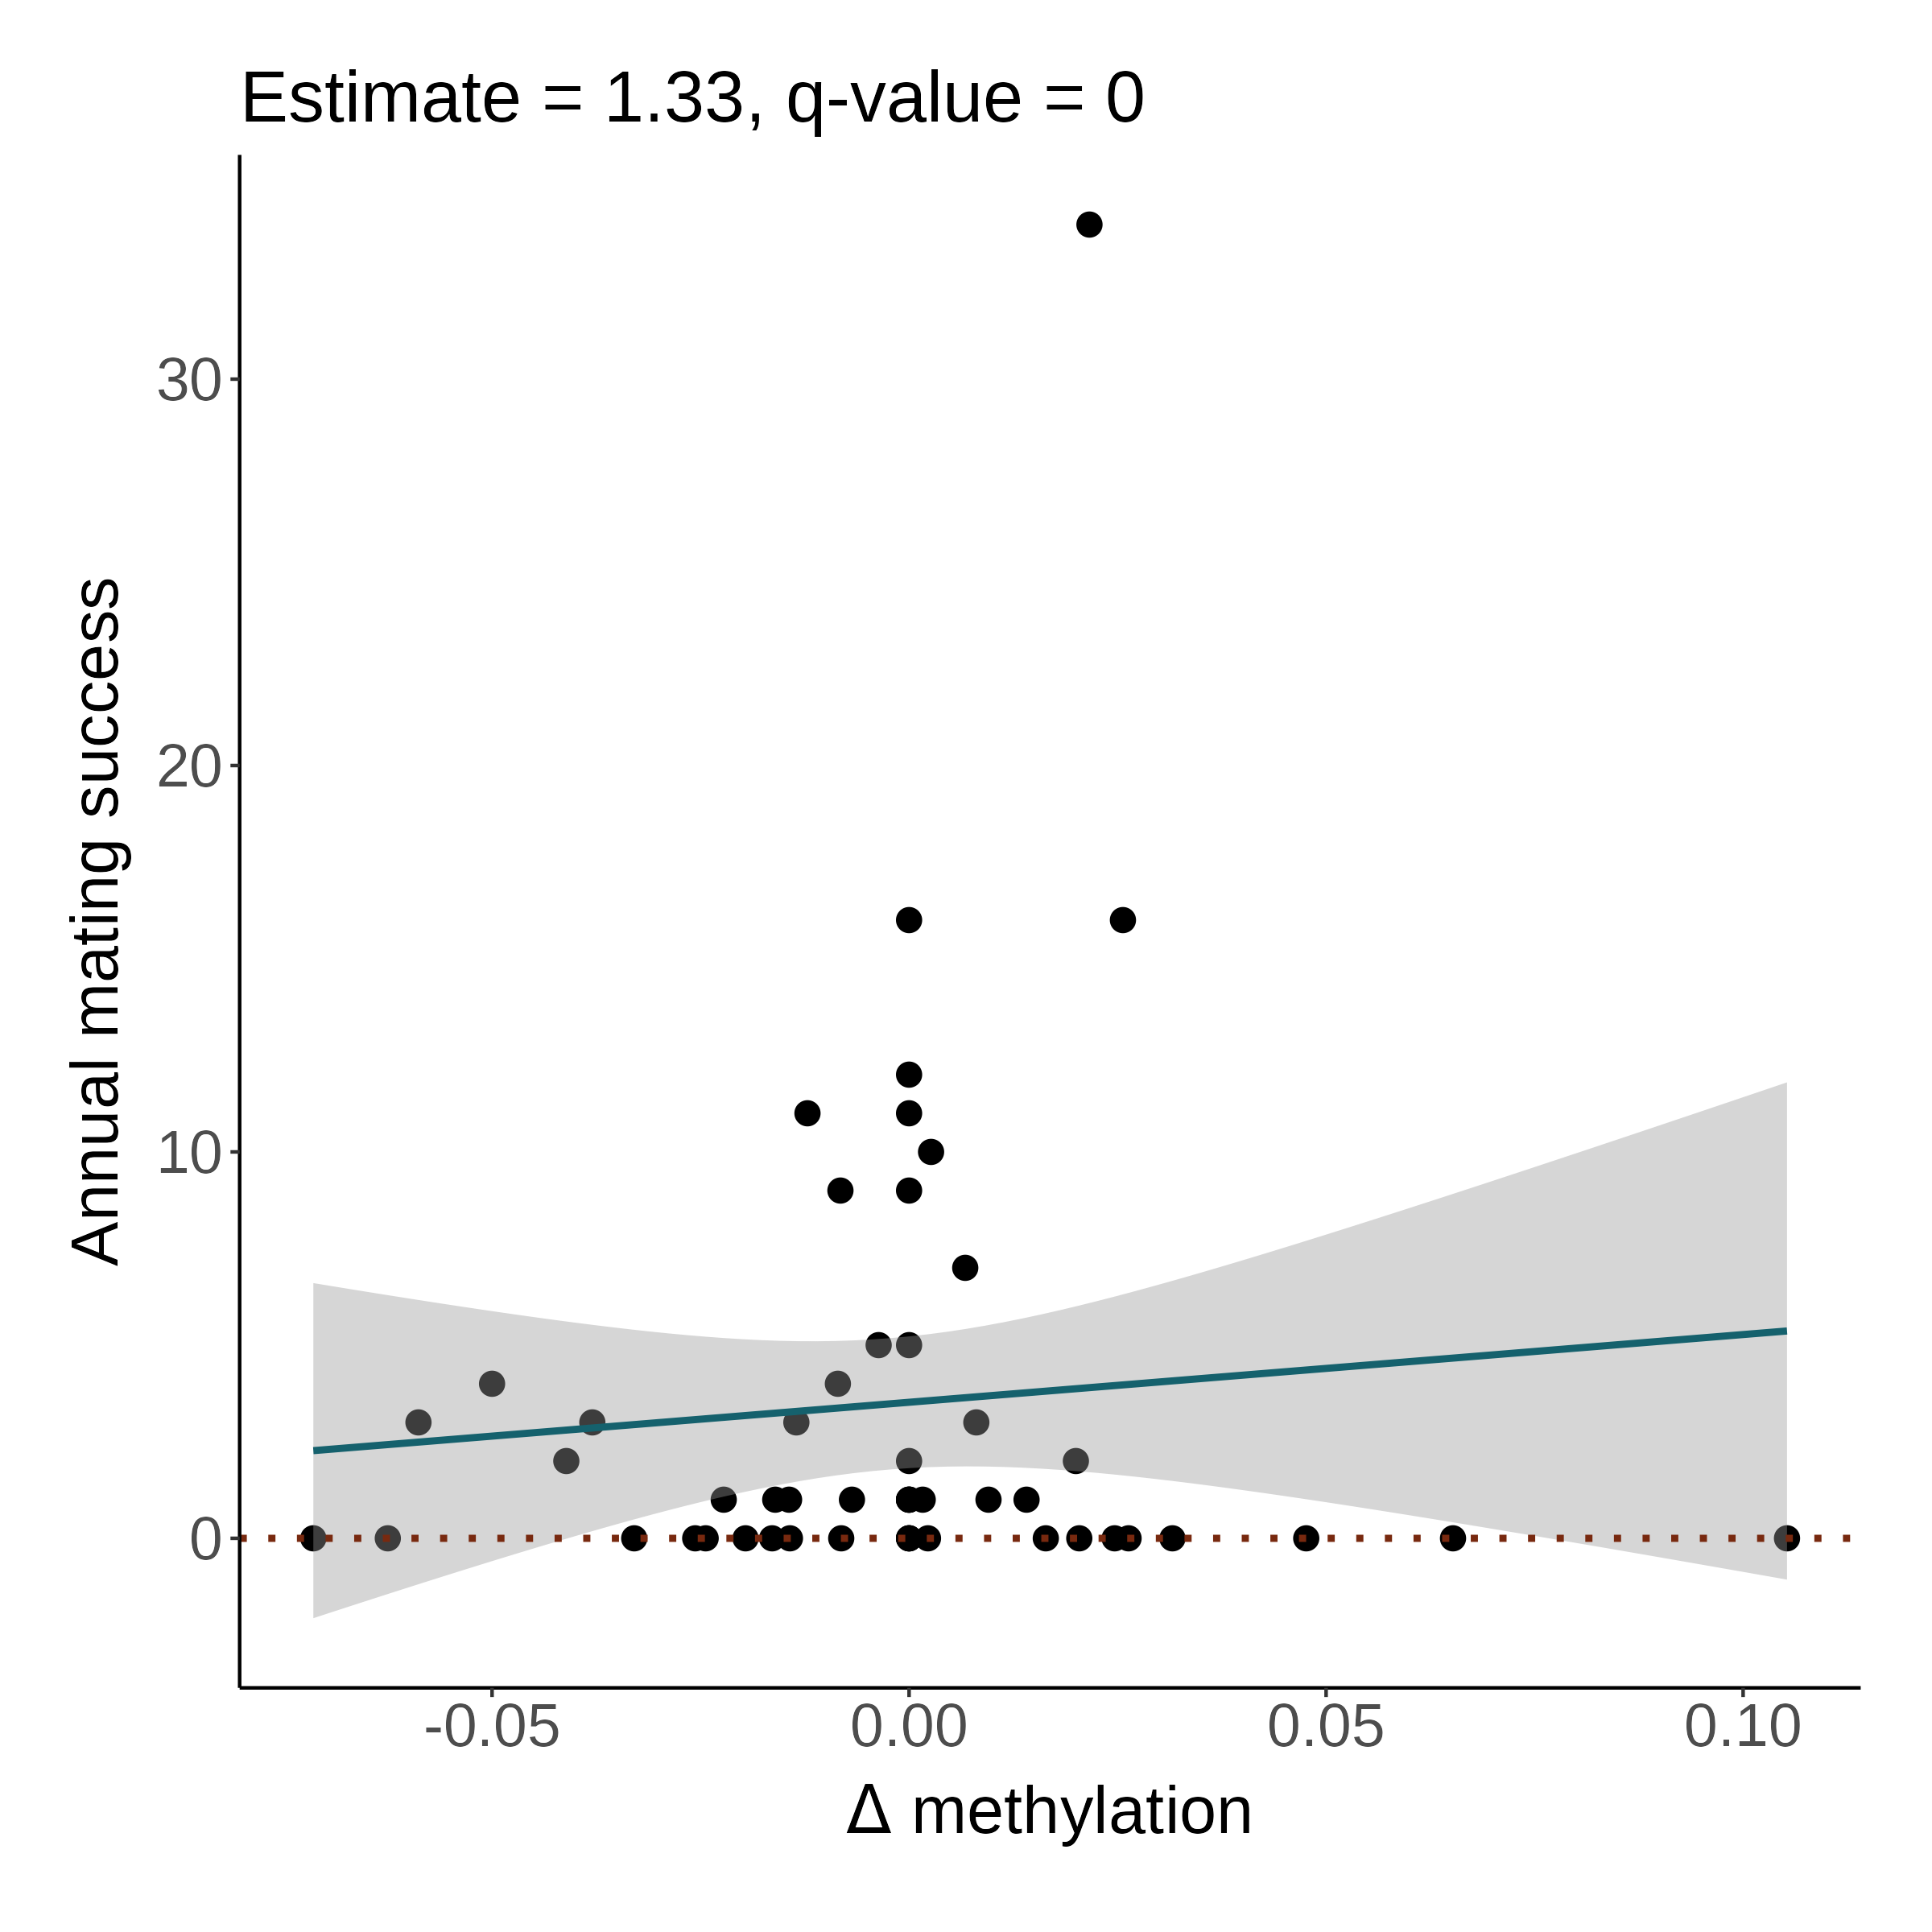 Estimate = 1.33, q-value = 0
Annual mating success
30
20
10
0
-0.05 0.00 0.05 0.10
Δ methylation